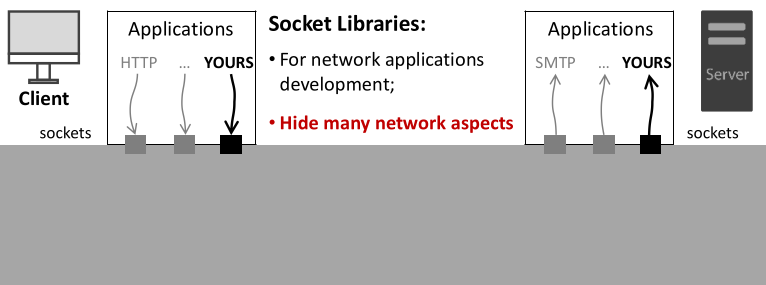 Applications
HTTP ... YOURS
Client
sockets
Socket Libraries:
• For network applications
development;
• Hide many network aspects
Applications
SMTP ... YOURS
Server
sockets